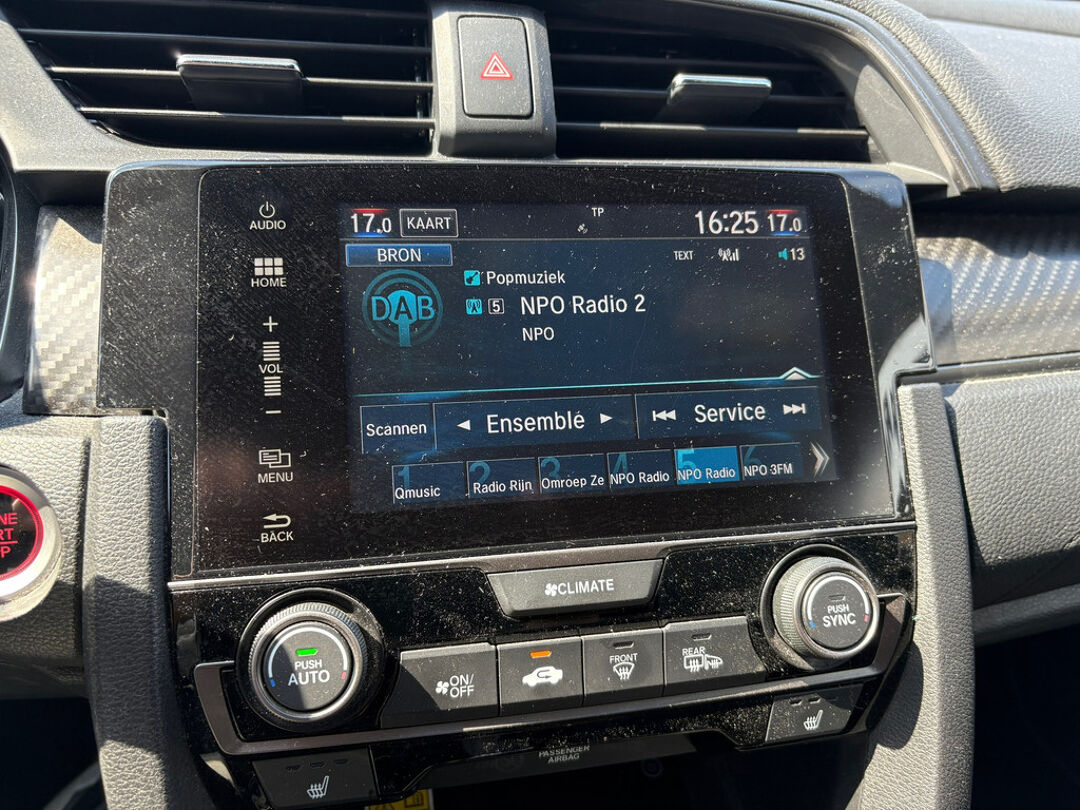 AUDIO
HOME
+
VOL
−
MENU
BACK
17.0 KAART TP 16:25 17.0
BRON TEXT 13
DAB
Popmuziek
5 NPO Radio 2
NPO
Scannen ◄ Ensemble ► Service
1 Qmusic 2 Radio Rijn 3 Omroep Ze 4 NPO Radio 5 NPO Radio 6 NPO 3FM
CLIMATE
PUSH
AUTO
ON/
OFF
FRONT
REAR
PUSH
SYNC
PASSENGER
AIRBAG